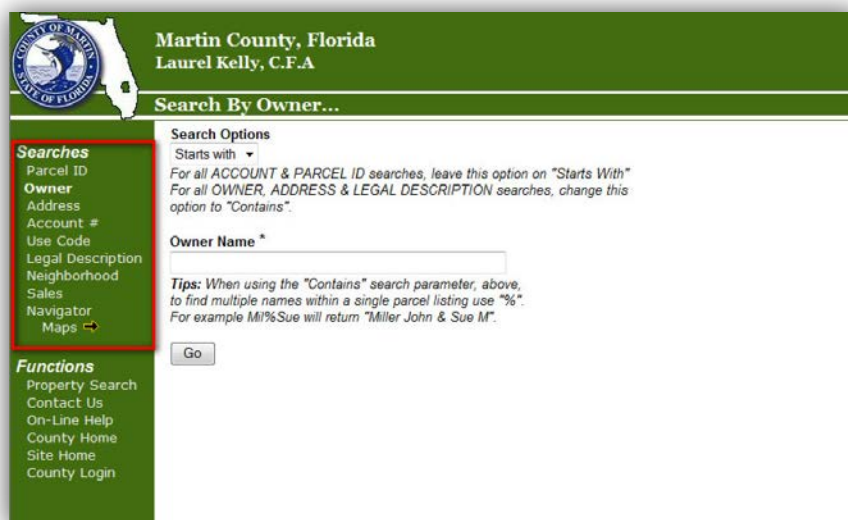 COUNTY OF MARTIN
STATE OF FLORIDA
Martin County, Florida
Laurel Kelly, C.F.A
Search By Owner...
Searches
Parcel ID
Owner
Address
Account #
Use Code
Legal Description
Neighborhood
Sales
Navigator
Maps
Functions
Property Search
Contact Us
On-Line Help
County Home
Site Home
County Login
Search Options
Starts with
For all ACCOUNT & PARCEL ID searches, leave this option on "Starts With"
For all OWNER, ADDRESS & LEGAL DESCRIPTION searches, change this
option to "Contains".
Owner Name *
Tips: When using the "Contains" search parameter, above,
to find multiple names within a single parcel listing use "%".
For example Mil%Sue will return "Miller John & Sue M".
Go